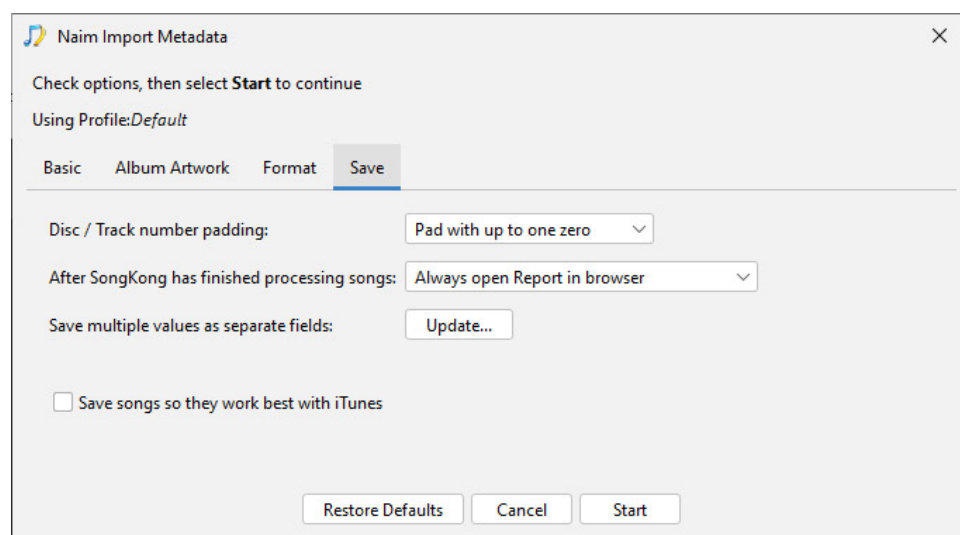 Naim Import Metadata
Check options, then select Start to continue
Using Profile:Default
Basic Album Artwork Format Save
Disc / Track number padding: Pad with up to one zero
After SongKong has finished processing songs: Always open Report in browser
Save multiple values as separate fields: Update...
Save songs so they work best with iTunes
Restore Defaults Cancel Start